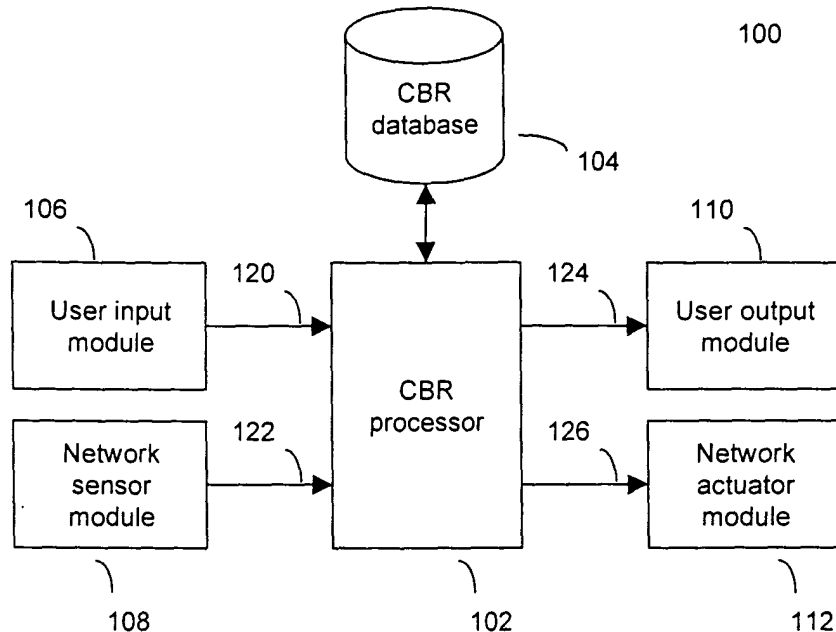 100
CBR
database
104
106
110
120
124
User input
module
User output
module
CBR
processor
122
126
Network
sensor
module
Network
actuator
module
108
102
112